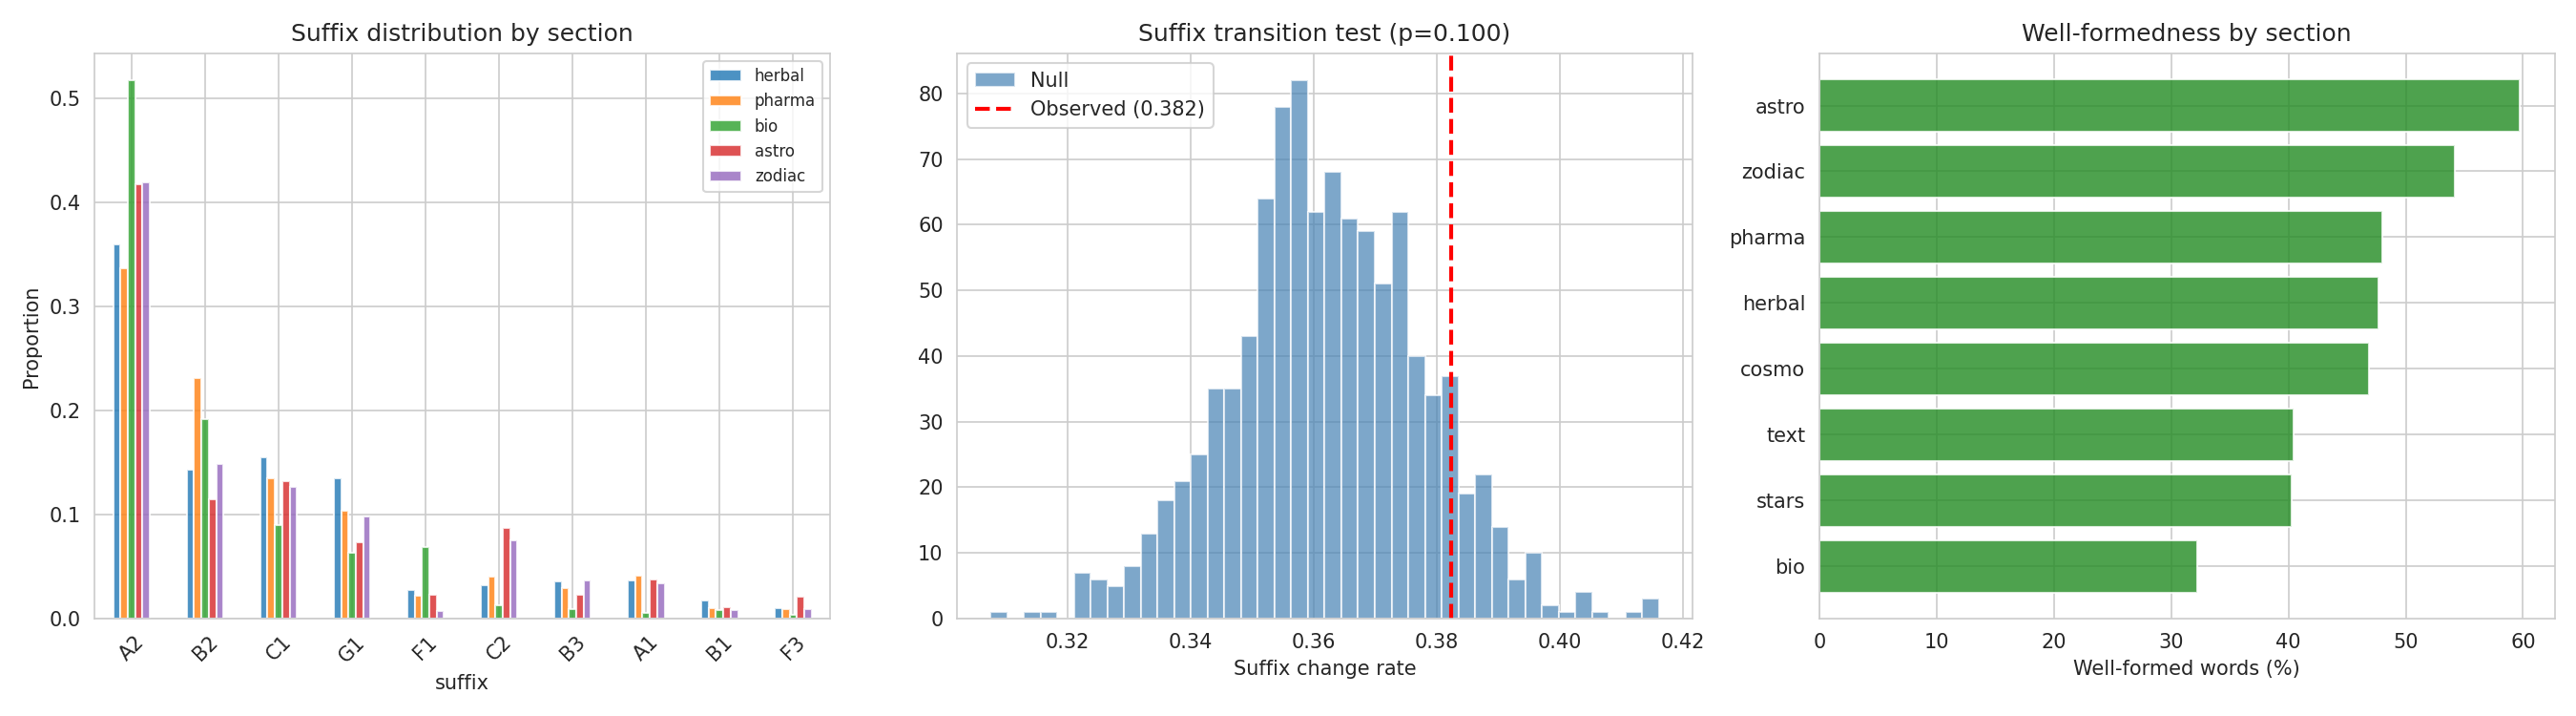 Suffix distribution by section
Proportion
0.5
0.4
0.3
0.2
0.1
0.0
herbal
pharma
bio
astro
zodiac
A2 B2 C1 G1 F1 C2 B3 A1 B1 F3
suffix
Suffix transition test (p=0.100)
Null
Observed (0.382)
80
70
60
50
40
30
20
10
0
0.32 0.34 0.36 0.38 0.40 0.42
Suffix change rate
Well-formedness by section
astro
zodiac
pharma
herbal
cosmo
text
stars
bio
0 10 20 30 40 50 60
Well-formed words (%)